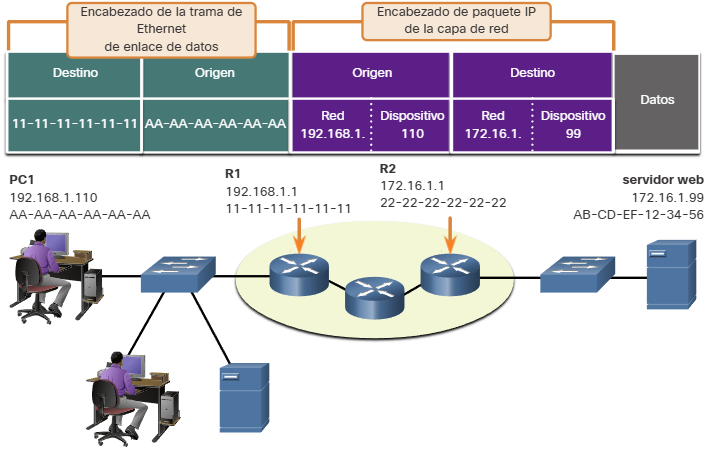 Encabezado de la trama de
Ethernet
de enlace de datos
Encabezado de paquete IP
de la capa de red
Destino
Origen
Origen
Destino
Datos
11-11-11-11-11-11
AA-AA-AA-AA-AA-AA
Red
192.168.1.
Dispositivo
110
Red
172.16.1.
Dispositivo
99
PC1
192.168.1.110
AA-AA-AA-AA-AA-AA
R1
192.168.1.1
11-11-11-11-11-11
R2
172.16.1.1
22-22-22-22-22-22
servidor web
172.16.1.99
AB-CD-EF-12-34-56